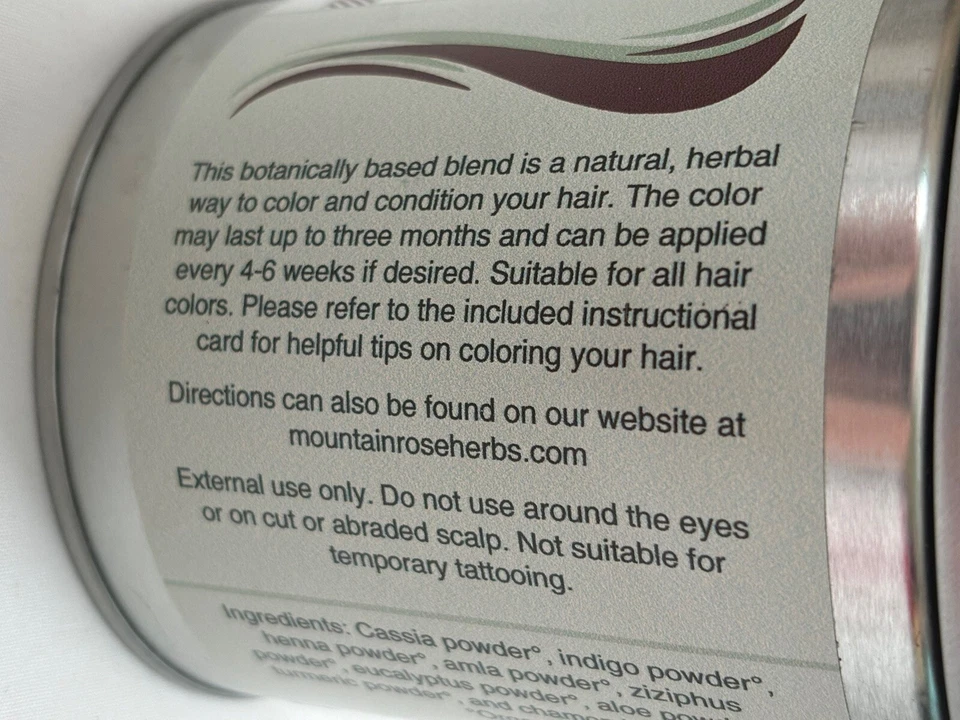 This botanically based blend is a natural, herbal
way to color and condition your hair. The color
may last up to three months and can be applied
every 4-6 weeks if desired. Suitable for all hair
colors. Please refer to the included instructional
card for helpful tips on coloring your hair.
Directions can also be found on our website at
mountainroseherbs.com
External use only. Do not use around the eyes
or on cut or abraded scalp. Not suitable for
temporary tattooing.
Ingredients: Cassia powder°, indigo powder°,
henna powder°, amla powder°, ziziphus
powder°, eucalyptus powder°, aloe
turmeric powder°, and